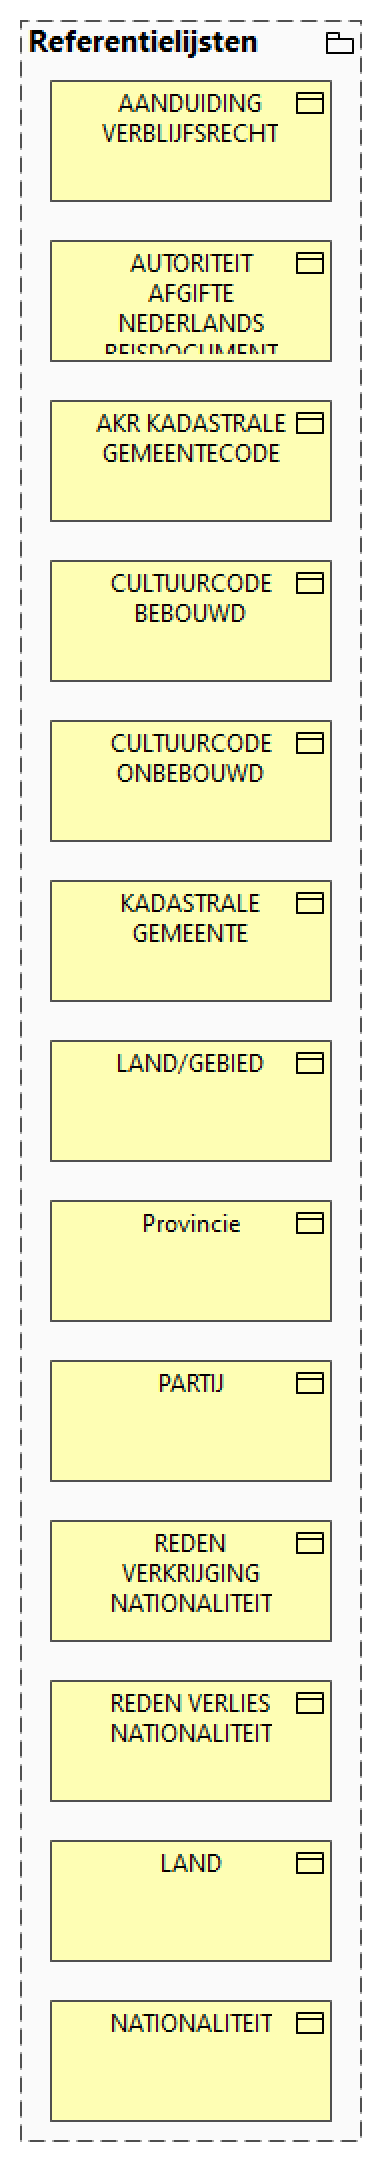 Referentielijsten
AANDUIDING
VERBLIJFSRECHT
AUTORITEIT
AFGIFTE
NEDERLANDS
REISDOCUMENT
AKR KADASTRALE
GEMEENTECODE
CULTUURCODE
BEBOUWD
CULTUURCODE
ONBEBOUWD
KADASTRALE
GEMEENTE
LAND/GEBIED
Provincie
PARTIJ
REDEN
VERKRIJGING
NATIONALITEIT
REDEN VERLIES
NATIONALITEIT
LAND
NATIONALITEIT